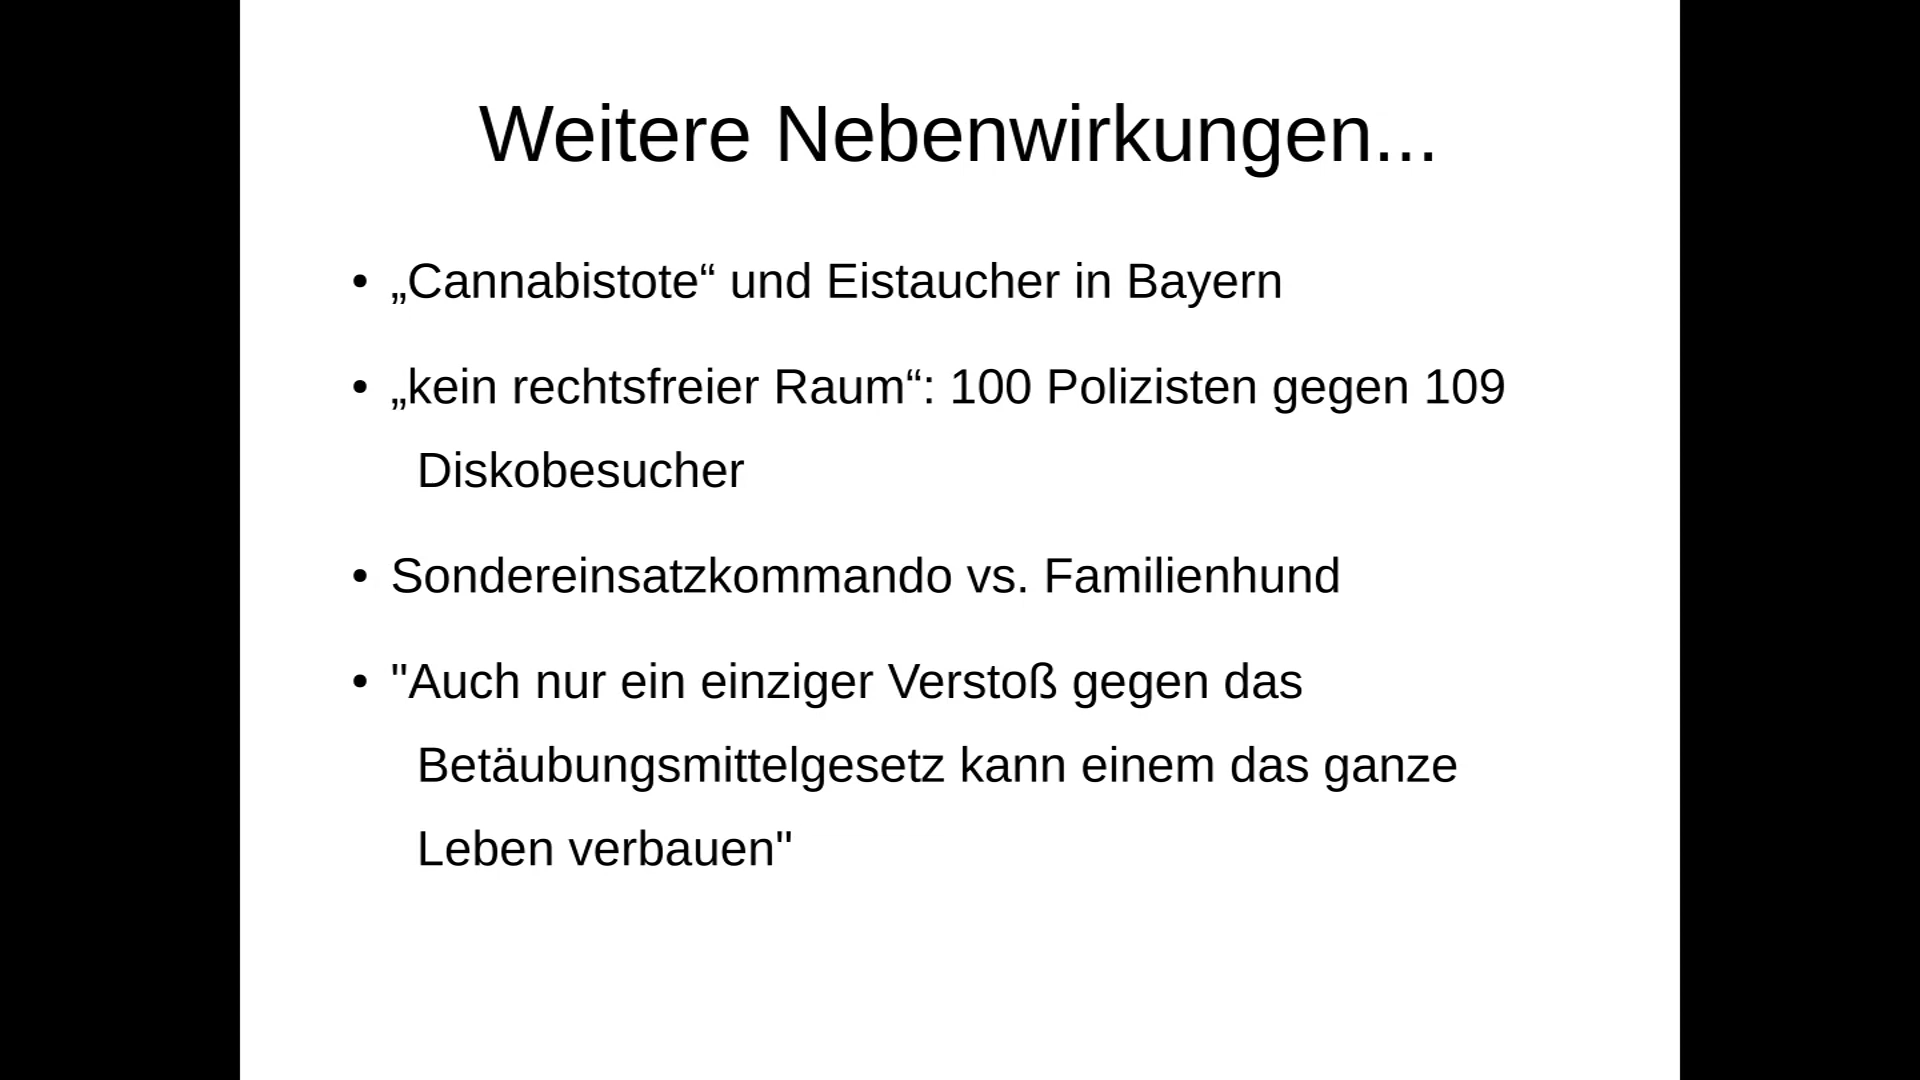 Weitere Nebenwirkungen...
• „Cannabistote“ und Eistaucher in Bayern
• „kein rechtsfreier Raum“: 100 Polizisten gegen 109
Diskobesucher
• Sondereinsatzkommando vs. Familienhund
• "Auch nur ein einziger Verstoß gegen das
Betäubungsmittelgesetz kann einem das ganze
Leben verbauen"